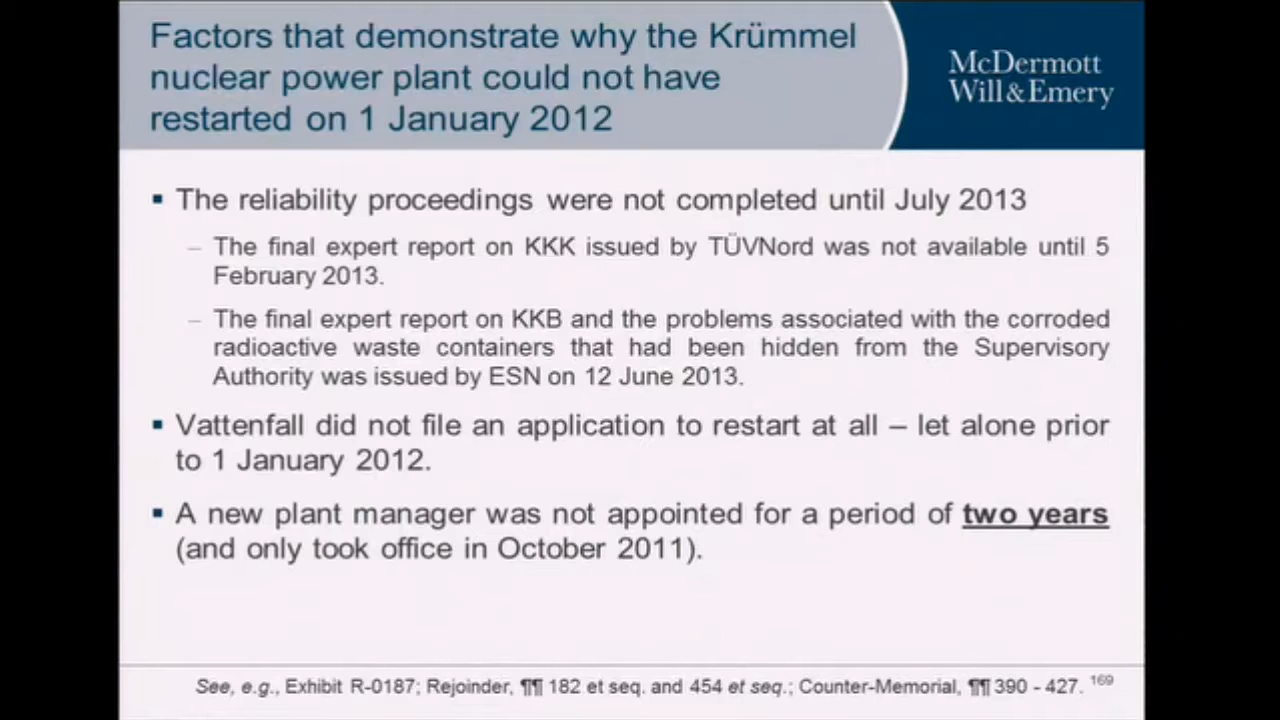 Factors that demonstrate why the Krümmel
nuclear power plant could not have
restarted on 1 January 2012
McDermott
Will & Emery
▪ The reliability proceedings were not completed until July 2013
– The final expert report on KKK issued by TÜVNord was not available until 5
February 2013.
– The final expert report on KKB and the problems associated with the corroded
radioactive waste containers that had been hidden from the Supervisory
Authority was issued by ESN on 12 June 2013.
▪ Vattenfall did not file an application to restart at all – let alone prior
to 1 January 2012.
▪ A new plant manager was not appointed for a period of two years
(and only took office in October 2011).
See, e.g., Exhibit R-0187; Rejoinder, ¶¶ 182 et seq. and 454 et seq.; Counter-Memorial, ¶¶ 390 - 427. 169